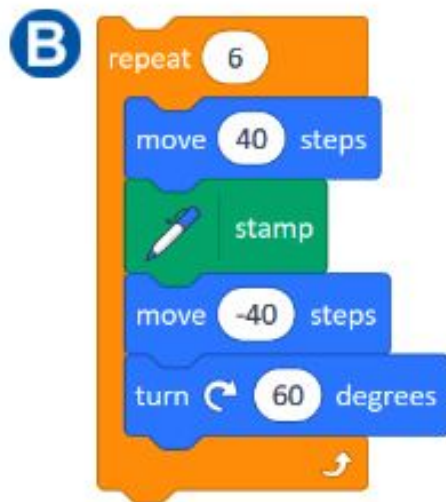 B
repeat 6
move 40 steps
stamp
move -40 steps
turn 60 degrees